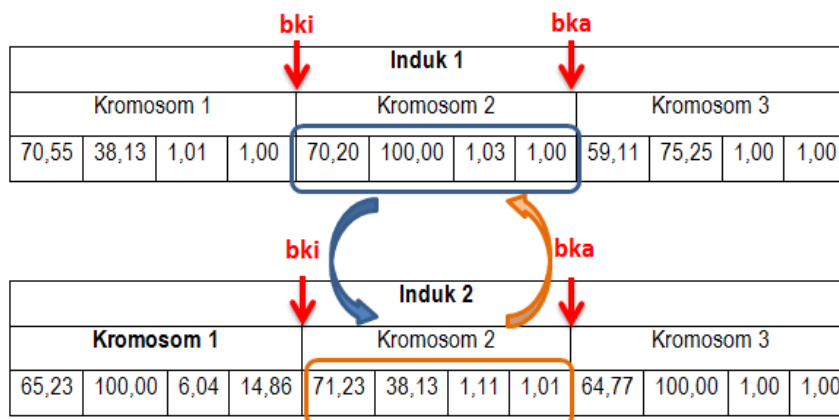 bki bka
Induk 1
Kromosom 1 Kromosom 2 Kromosom 3
70,55 38,13 1,01 1,00 70,20 100,00 1,03 1,00 59,11 75,25 1,00 1,00
bki bka
Induk 2
Kromosom 1 Kromosom 2 Kromosom 3
65,23 100,00 6,04 14,86 71,23 38,13 1,11 1,01 64,77 100,00 1,00 1,00